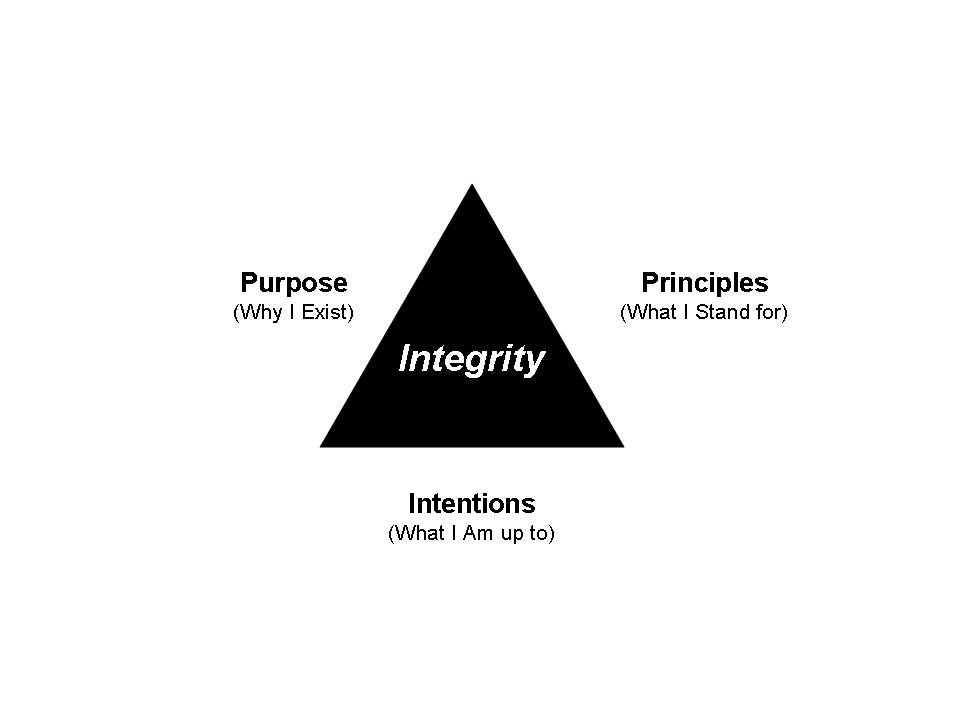 Purpose
(Why I Exist)
Principles
(What I Stand for)
Integrity
Intentions
(What I Am up to)